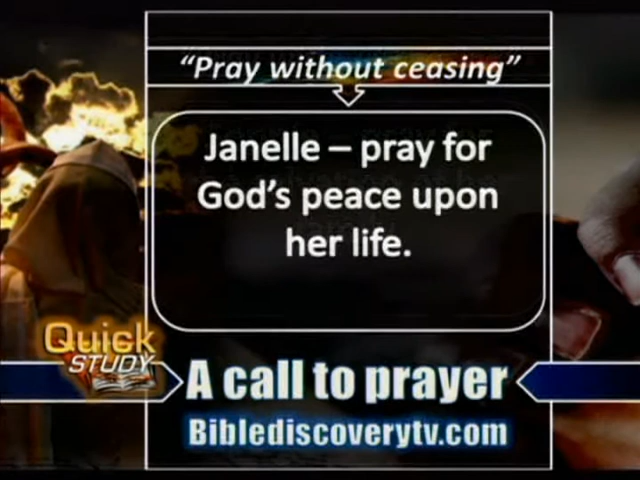 “Pray without ceasing”
Janelle – pray for
God’s peace upon
her life.
Quick
STUDY
A call to prayer
Biblediscoverytv.com